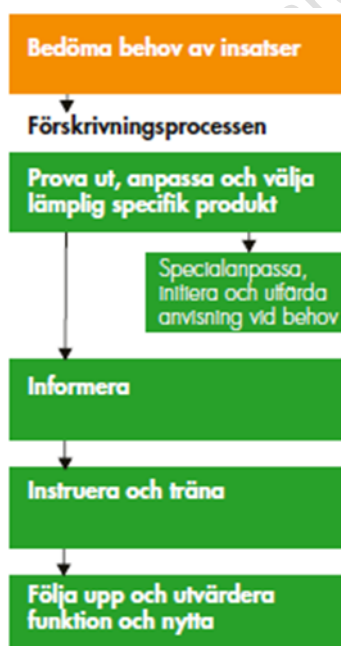 Bedöma behov av insatser
Förskrivningsprocessen
Prova ut, anpassa och välja
lämplig specifik produkt
Specialanpassa,
initiera och utfärda
anvisning vid behov
Informera
Instruera och träna
Följa upp och utvärdera
funktion och nytta